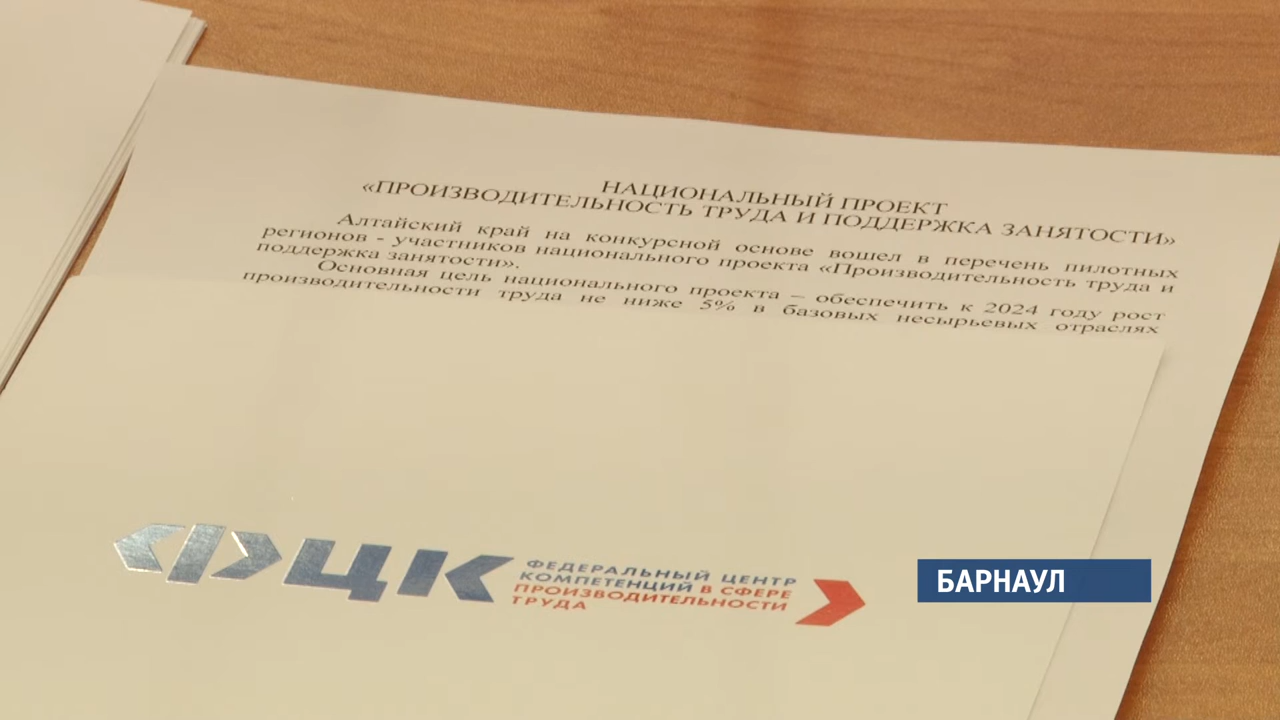 НАЦИОНАЛЬНЫЙ ПРОЕКТ
«ПРОИЗВОДИТЕЛЬНОСТЬ ТРУДА И ПОДДЕРЖКА ЗАНЯТОСТИ»
Алтайский край на конкурсной основе вошел в перечень пилотных
регионов - участников национального проекта «Производительность труда и
поддержка занятости».
Основная цель национального проекта – обеспечить к 2024 году рост
производительности труда не ниже 5% в базовых несырьевых отраслях
ФЦК
ФЕДЕРАЛЬНЫЙ ЦЕНТР
КОМПЕТЕНЦИЙ В СФЕРЕ
ПРОИЗВОДИТЕЛЬНОСТИ
ТРУДА
БАРНАУЛ